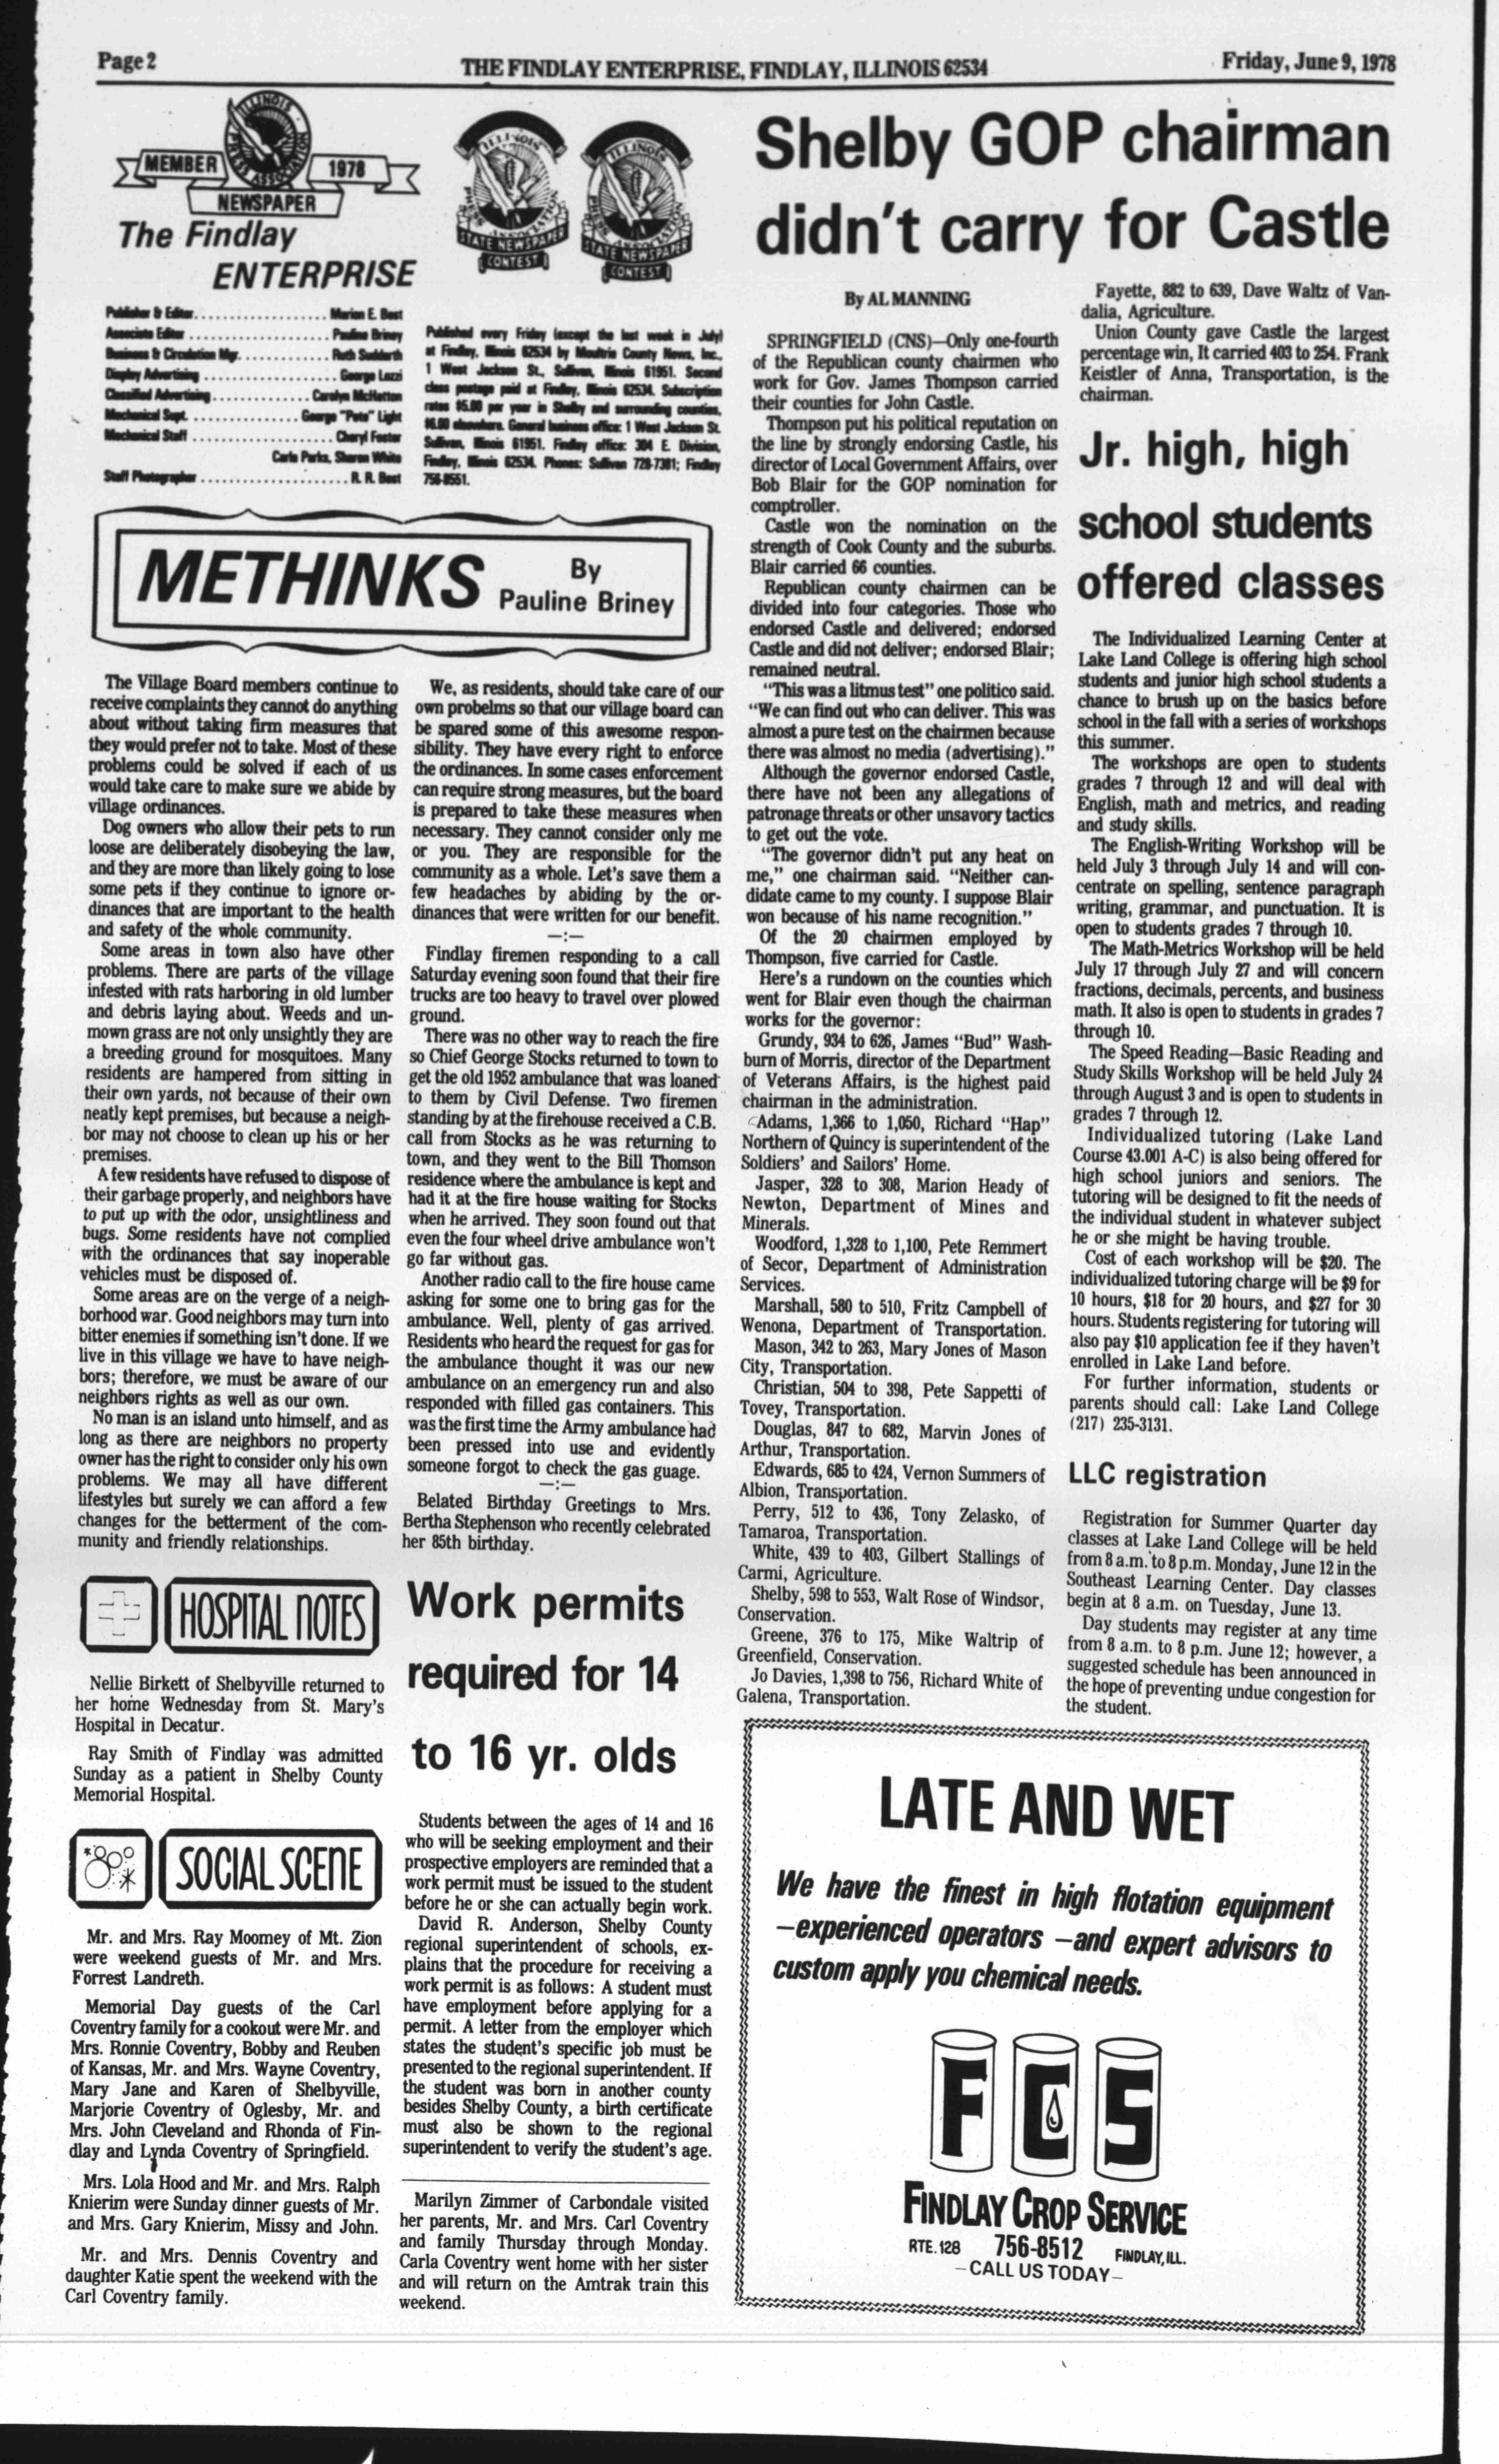 Page 2
THE FINDLAY ENTERPRISE, FINDLAY, ILLINOIS 62534
Friday, June 9, 1978
ILLINOIS
PRESS ASSOCIATION
MEMBER
1978
NEWSPAPER
The Findlay
ENTERPRISE
ILLINOIS
PRESS ASSOCIATION
STATE NEWSPAPER
CONTEST
ILLINOIS
PRESS ASSOCIATION
STATE NEWSPAPER
CONTEST
Publisher & Editor.................Marion E. Best
Associate Editor.....................Pauline Briney
Business & Circulation Mgr.............Ruth Suddarth
Display Advertising....................George Lazzi
Classified Advertising..............Carolyn McHatton
Mechanical Supt.................George "Pete" Light
Mechanical Staff.....................Cheryl Foster
Carla Parks, Sharon White
Staff Photographer.....................R. R. Best
Published every Friday (except the last week in July)
at Findlay, Illinois 62534 by Moultrie County News, Inc.,
1 West Jackson St., Sullivan, Illinois 61951. Second
class postage paid at Findlay, Illinois 62534. Subscription
rates $5.00 per year in Shelby and surrounding counties,
$6.00 elsewhere. General business office: 1 West Jackson St.
Sullivan, Illinois 61951. Findlay office: 304 E. Division,
Findlay, Illinois 62534. Phones: Sullivan 728-7381; Findlay
756-8551.
METHINKS
By
Pauline Briney
The Village Board members continue to
receive complaints they cannot do anything
about without taking firm measures that
they would prefer not to take. Most of these
problems could be solved if each of us
would take care to make sure we abide by
village ordinances.
Dog owners who allow their pets to run
loose are deliberately disobeying the law,
and they are more than likely going to lose
some pets if they continue to ignore or-
dinances that are important to the health
and safety of the whole community.
Some areas in town also have other
problems. There are parts of the village
infested with rats harboring in old lumber
and debris laying about. Weeds and un-
mown grass are not only unsightly they are
a breeding ground for mosquitoes. Many
residents are hampered from sitting in
their own yards, not because of their own
neatly kept premises, but because a neigh-
bor may not choose to clean up his or her
premises.
A few residents have refused to dispose of
their garbage properly, and neighbors have
to put up with the odor, unsightliness and
bugs. Some residents have not complied
with the ordinances that say inoperable
vehicles must be disposed of.
Some areas are on the verge of a neigh-
borhood war. Good neighbors may turn into
bitter enemies if something isn't done. If we
live in this village we have to have neigh-
bors; therefore, we must be aware of our
neighbors rights as well as our own.
No man is an island unto himself, and as
long as there are neighbors no property
owner has the right to consider only his own
problems. We may all have different
lifestyles but surely we can afford a few
changes for the betterment of the com-
munity and friendly relationships.
We, as residents, should take care of our
own probelms so that our village board can
be spared some of this awesome respon-
sibility. They have every right to enforce
the ordinances. In some cases enforcement
can require strong measures, but the board
is prepared to take these measures when
necessary. They cannot consider only me
or you. They are responsible for the
community as a whole. Let's save them a
few headaches by abiding by the or-
dinances that were written for our benefit.
—:—
Findlay firemen responding to a call
Saturday evening soon found that their fire
trucks are too heavy to travel over plowed
ground.
There was no other way to reach the fire
so Chief George Stocks returned to town to
get the old 1952 ambulance that was loaned
to them by Civil Defense. Two firemen
standing by at the firehouse received a C.B.
call from Stocks as he was returning to
town, and they went to the Bill Thomson
residence where the ambulance is kept and
had it at the fire house waiting for Stocks
when he arrived. They soon found out that
even the four wheel drive ambulance won't
go far without gas.
Another radio call to the fire house came
asking for some one to bring gas for the
ambulance. Well, plenty of gas arrived.
Residents who heard the request for gas for
the ambulance thought it was our new
ambulance on an emergency run and also
responded with filled gas containers. This
was the first time the Army ambulance had
been pressed into use and evidently
someone forgot to check the gas guage.
—:—
Belated Birthday Greetings to Mrs.
Bertha Stephenson who recently celebrated
her 85th birthday.
HOSPITAL NOTES
Nellie Birkett of Shelbyville returned to
her home Wednesday from St. Mary's
Hospital in Decatur.
Ray Smith of Findlay was admitted
Sunday as a patient in Shelby County
Memorial Hospital.
SOCIAL SCENE
Mr. and Mrs. Ray Moomey of Mt. Zion
were weekend guests of Mr. and Mrs.
Forrest Landreth.
Memorial Day guests of the Carl
Coventry family for a cookout were Mr. and
Mrs. Ronnie Coventry, Bobby and Reuben
of Kansas, Mr. and Mrs. Wayne Coventry,
Mary Jane and Karen of Shelbyville,
Marjorie Coventry of Oglesby, Mr. and
Mrs. John Cleveland and Rhonda of Fin-
dlay and Lynda Coventry of Springfield.
Mrs. Lola Hood and Mr. and Mrs. Ralph
Knierim were Sunday dinner guests of Mr.
and Mrs. Gary Knierim, Missy and John.
Mr. and Mrs. Dennis Coventry and
daughter Katie spent the weekend with the
Carl Coventry family.
Work permits
required for 14
to 16 yr. olds
Students between the ages of 14 and 16
who will be seeking employment and their
prospective employers are reminded that a
work permit must be issued to the student
before he or she can actually begin work.
David R. Anderson, Shelby County
regional superintendent of schools, ex-
plains that the procedure for receiving a
work permit is as follows: A student must
have employment before applying for a
permit. A letter from the employer which
states the student's specific job must be
presented to the regional superintendent. If
the student was born in another county
besides Shelby County, a birth certificate
must also be shown to the regional
superintendent to verify the student's age.
Marilyn Zimmer of Carbondale visited
her parents, Mr. and Mrs. Carl Coventry
and family Thursday through Monday.
Carla Coventry went home with her sister
and will return on the Amtrak train this
weekend.
Shelby GOP chairman
didn't carry for Castle
By AL MANNING
SPRINGFIELD (CNS)—Only one-fourth
of the Republican county chairmen who
work for Gov. James Thompson carried
their counties for John Castle.
Thompson put his political reputation on
the line by strongly endorsing Castle, his
director of Local Government Affairs, over
Bob Blair for the GOP nomination for
comptroller.
Castle won the nomination on the
strength of Cook County and the suburbs.
Blair carried 66 counties.
Republican county chairmen can be
divided into four categories. Those who
endorsed Castle and delivered; endorsed
Castle and did not deliver; endorsed Blair;
remained neutral.
"This was a litmus test" one politico said.
"We can find out who can deliver. This was
almost a pure test on the chairmen because
there was almost no media (advertising)."
Although the governor endorsed Castle,
there have not been any allegations of
patronage threats or other unsavory tactics
to get out the vote.
"The governor didn't put any heat on
me," one chairman said. "Neither can-
didate came to my county. I suppose Blair
won because of his name recognition."
Of the 20 chairmen employed by
Thompson, five carried for Castle.
Here's a rundown on the counties which
went for Blair even though the chairman
works for the governor:
Grundy, 934 to 626, James "Bud" Wash-
burn of Morris, director of the Department
of Veterans Affairs, is the highest paid
chairman in the administration.
Adams, 1,366 to 1,050, Richard "Hap"
Northern of Quincy is superintendent of the
Soldiers' and Sailors' Home.
Jasper, 328 to 308, Marion Heady of
Newton, Department of Mines and
Minerals.
Woodford, 1,328 to 1,100, Pete Remmert
of Secor, Department of Administration
Services.
Marshall, 580 to 510, Fritz Campbell of
Wenona, Department of Transportation.
Mason, 342 to 263, Mary Jones of Mason
City, Transportation.
Christian, 504 to 398, Pete Sappetti of
Tovey, Transportation.
Douglas, 847 to 682, Marvin Jones of
Arthur, Transportation.
Edwards, 685 to 424, Vernon Summers of
Albion, Transportation.
Perry, 512 to 436, Tony Zelasko, of
Tamaroa, Transportation.
White, 439 to 403, Gilbert Stallings of
Carmi, Agriculture.
Shelby, 598 to 553, Walt Rose of Windsor,
Conservation.
Greene, 376 to 175, Mike Waltrip of
Greenfield, Conservation.
Jo Davies, 1,398 to 756, Richard White of
Galena, Transportation.
Fayette, 882 to 639, Dave Waltz of Van-
dalia, Agriculture.
Union County gave Castle the largest
percentage win, It carried 403 to 254. Frank
Keistler of Anna, Transportation, is the
chairman.
Jr. high, high
school students
offered classes
The Individualized Learning Center at
Lake Land College is offering high school
students and junior high school students a
chance to brush up on the basics before
school in the fall with a series of workshops
this summer.
The workshops are open to students
grades 7 through 12 and will deal with
English, math and metrics, and reading
and study skills.
The English-Writing Workshop will be
held July 3 through July 14 and will con-
centrate on spelling, sentence paragraph
writing, grammar, and punctuation. It is
open to students grades 7 through 10.
The Math-Metrics Workshop will be held
July 17 through July 27 and will concern
fractions, decimals, percents, and business
math. It also is open to students in grades 7
through 10.
The Speed Reading—Basic Reading and
Study Skills Workshop will be held July 24
through August 3 and is open to students in
grades 7 through 12.
Individualized tutoring (Lake Land
Course 43.001 A-C) is also being offered for
high school juniors and seniors. The
tutoring will be designed to fit the needs of
the individual student in whatever subject
he or she might be having trouble.
Cost of each workshop will be $20. The
individualized tutoring charge will be $9 for
10 hours, $18 for 20 hours, and $27 for 30
hours. Students registering for tutoring will
also pay $10 application fee if they haven't
enrolled in Lake Land before.
For further information, students or
parents should call: Lake Land College
(217) 235-3131.
LLC registration
Registration for Summer Quarter day
classes at Lake Land College will be held
from 8 a.m. to 8 p.m. Monday, June 12 in the
Southeast Learning Center. Day classes
begin at 8 a.m. on Tuesday, June 13.
Day students may register at any time
from 8 a.m. to 8 p.m. June 12; however, a
suggested schedule has been announced in
the hope of preventing undue congestion for
the student.
LATE AND WET
We have the finest in high flotation equipment
—experienced operators —and expert advisors to
custom apply you chemical needs.
FCS
FINDLAY CROP SERVICE
RTE. 128 756-8512 FINDLAY, ILL.
—CALL US TODAY—